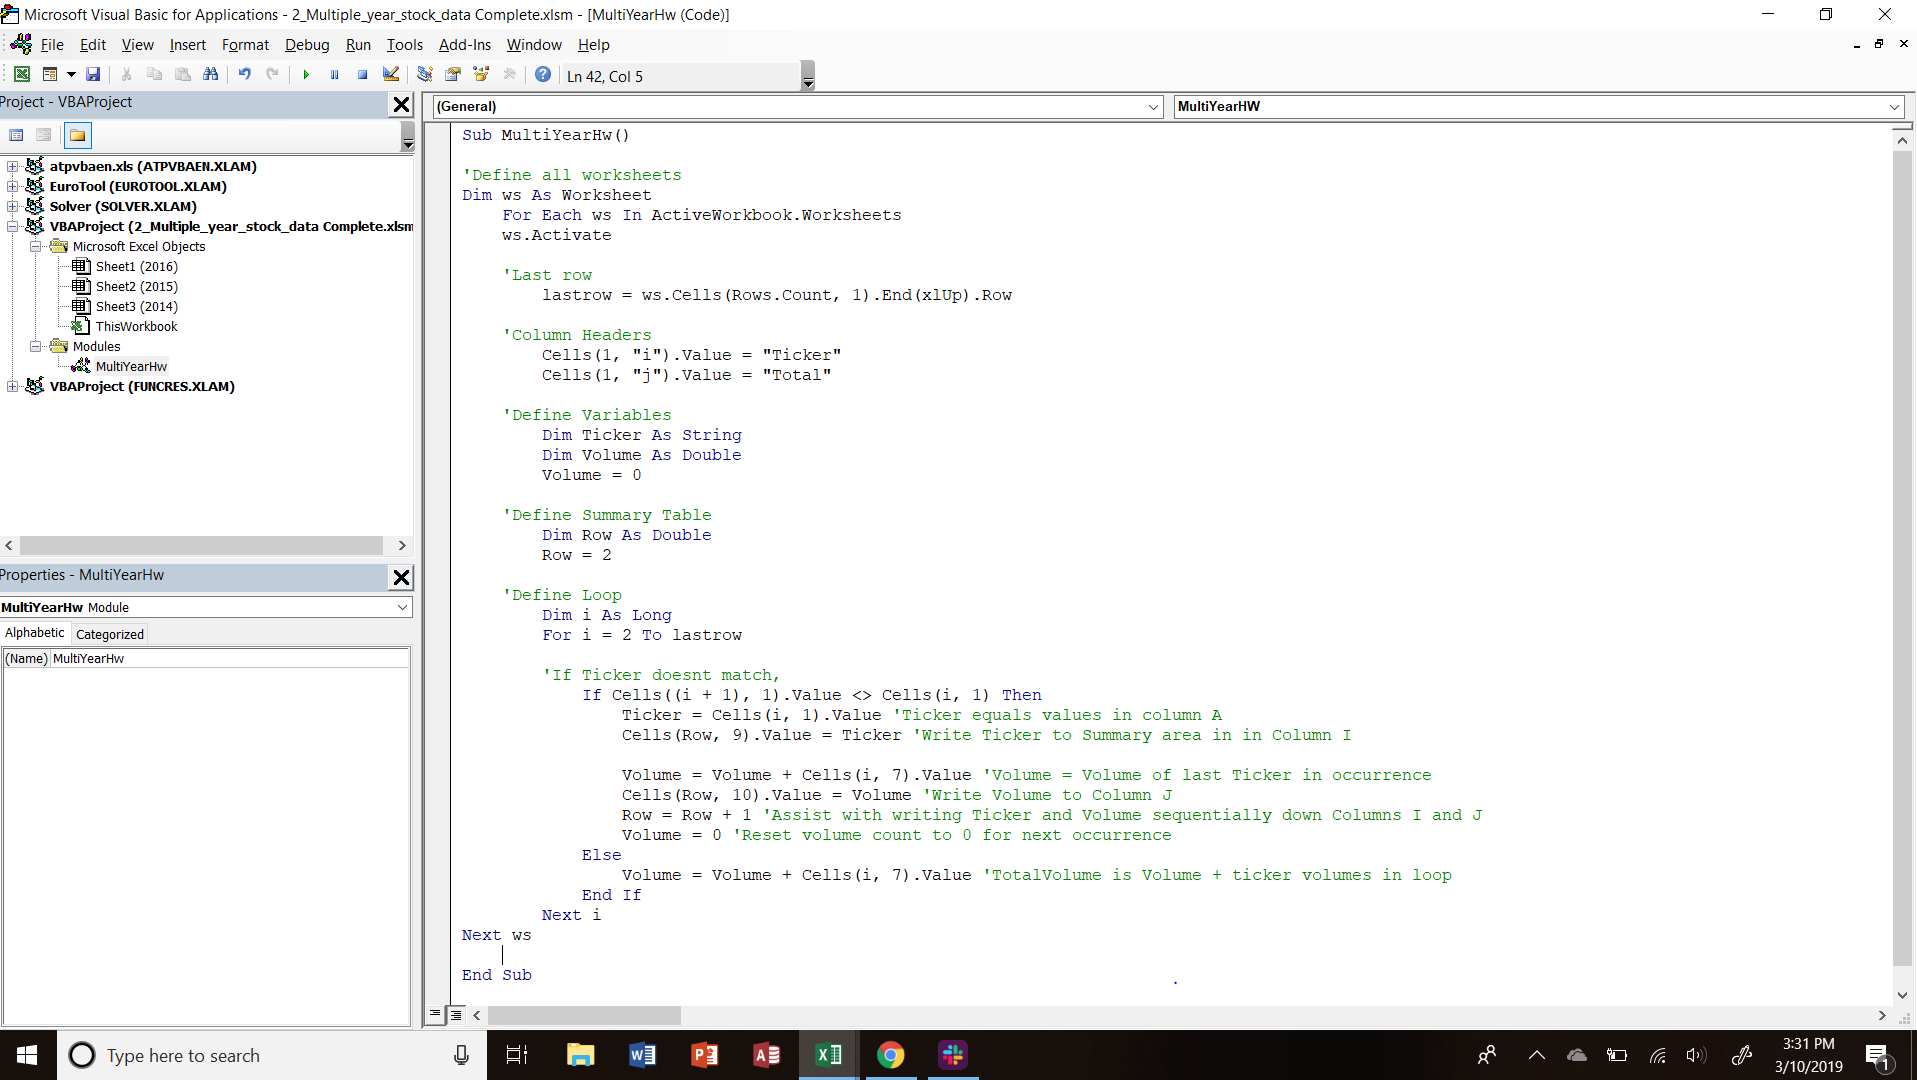 Microsoft Visual Basic for Applications - 2_Multiple_year_stock_data Complete.xlsm - [MultiYearHw (Code)]
File Edit View Insert Format Debug Run Tools Add-Ins Window Help
Ln 42, Col 5
Project - VBAProject
atpvbaen.xls (ATPVBAEN.XLAM)
EuroTool (EUROTOOL.XLAM)
Solver (SOLVER.XLAM)
VBAProject (2_Multiple_year_stock_data Complete.xlsm
Microsoft Excel Objects
Sheet1 (2016)
Sheet2 (2015)
Sheet3 (2014)
ThisWorkbook
Modules
MultiYearHw
VBAProject (FUNCRES.XLAM)
Properties - MultiYearHw
MultiYearHw Module
Alphabetic Categorized
(Name) MultiYearHw
(General) MultiYearHW
Sub MultiYearHw()
'Define all worksheets
Dim ws As Worksheet
For Each ws In ActiveWorkbook.Worksheets
ws.Activate
'Last row
lastrow = ws.Cells(Rows.Count, 1).End(xlUp).Row
'Column Headers
Cells(1, "i").Value = "Ticker"
Cells(1, "j").Value = "Total"
'Define Variables
Dim Ticker As String
Dim Volume As Double
Volume = 0
'Define Summary Table
Dim Row As Double
Row = 2
'Define Loop
Dim i As Long
For i = 2 To lastrow
'If Ticker doesnt match,
If Cells((i + 1), 1).Value <> Cells(i, 1) Then
Ticker = Cells(i, 1).Value 'Ticker equals values in column A
Cells(Row, 9).Value = Ticker 'Write Ticker to Summary area in in Column I
Volume = Volume + Cells(i, 7).Value 'Volume = Volume of last Ticker in occurrence
Cells(Row, 10).Value = Volume 'Write Volume to Column J
Row = Row + 1 'Assist with writing Ticker and Volume sequentially down Columns I and J
Volume = 0 'Reset volume count to 0 for next occurrence
Else
Volume = Volume + Cells(i, 7).Value 'TotalVolume is Volume + ticker volumes in loop
End If
Next i
Next ws
End Sub
Type here to search
3:31 PM
3/10/2019
1